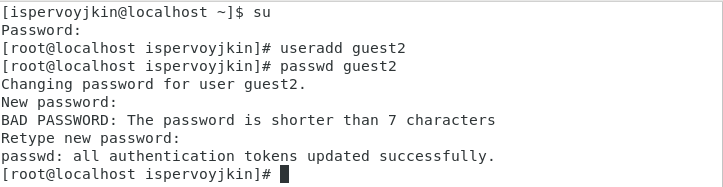 [ispervoyjkin@localhost ~]$ su
Password:
[root@localhost ispervoyjkin]# useradd guest2
[root@localhost ispervoyjkin]# passwd guest2
Changing password for user guest2.
New password:
BAD PASSWORD: The password is shorter than 7 characters
Retype new password:
passwd: all authentication tokens updated successfully.
[root@localhost ispervoyjkin]#